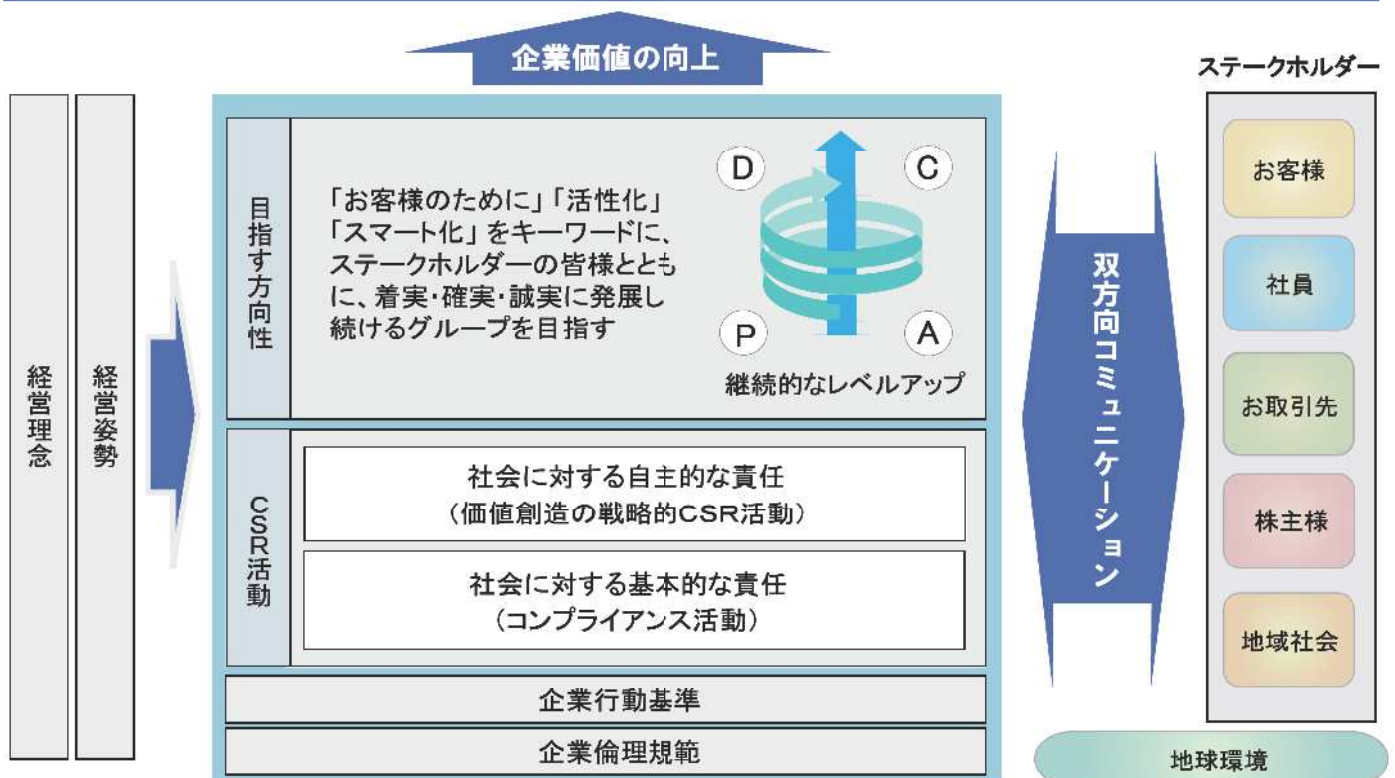 企業価値の向上
経営理念
経営姿勢
目指す方向性
「お客様のために」「活性化」
「スマート化」をキーワードに、
ステークホルダーの皆様ととも
に、着実・確実・誠実に発展し
続けるグループを目指す
D
C
P
A
継続的なレベルアップ
CSR活動
社会に対する自主的な責任
（価値創造の戦略的CSR活動）
社会に対する基本的な責任
（コンプライアンス活動）
企業行動基準
企業倫理規範
双方向コミュニケーション
ステークホルダー
お客様
社員
お取引先
株主様
地域社会
地球環境